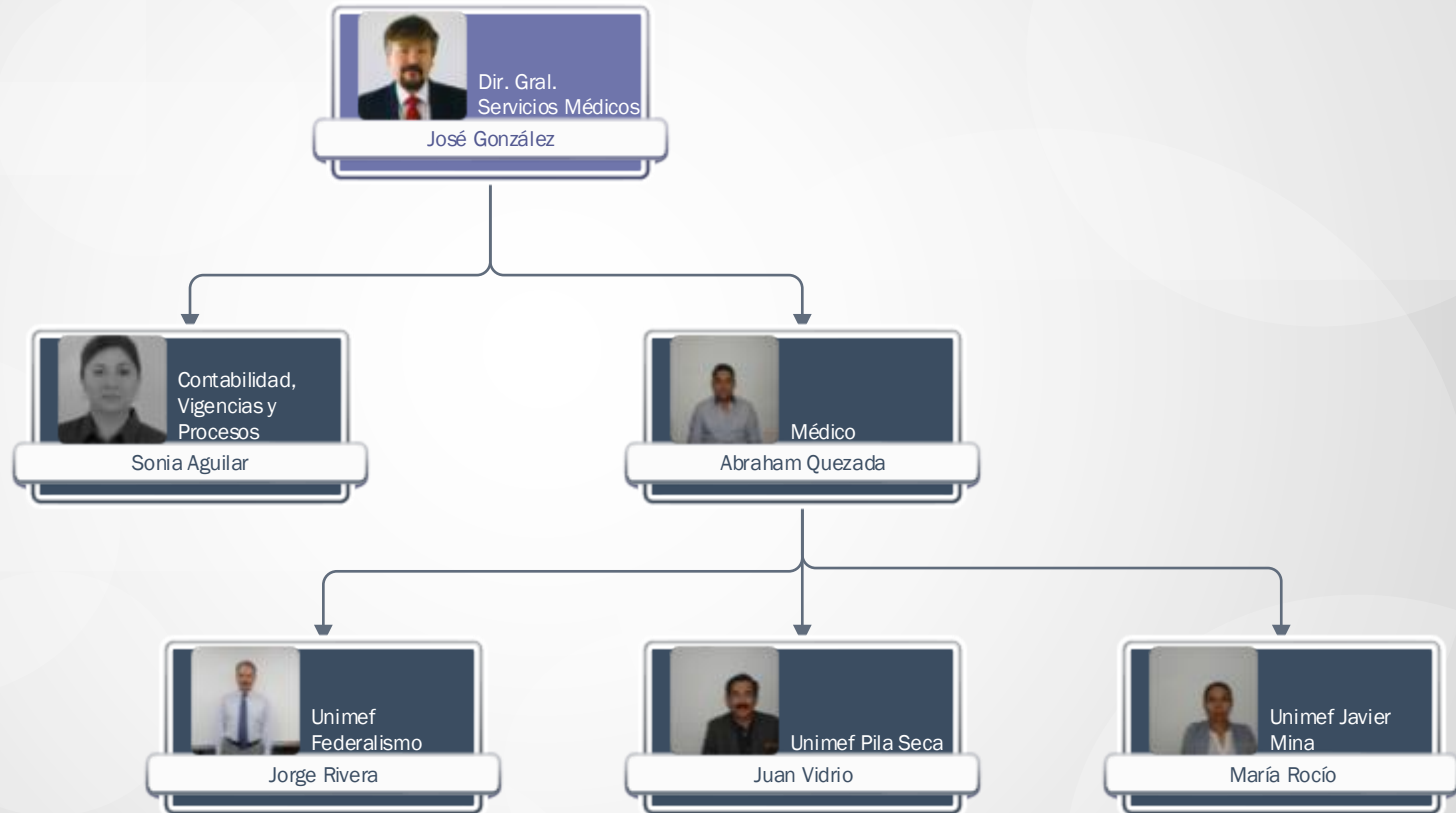 Dir. Gral.
Servicios Médicos
José González
Contabilidad,
Vigencias y
Procesos
Sonia Aguilar
Médico
Abraham Quezada
Unimef
Federalismo
Jorge Rivera
Unimef Pila Seca
Juan Vidrio
Unimef Javier
Mina
María Rocío